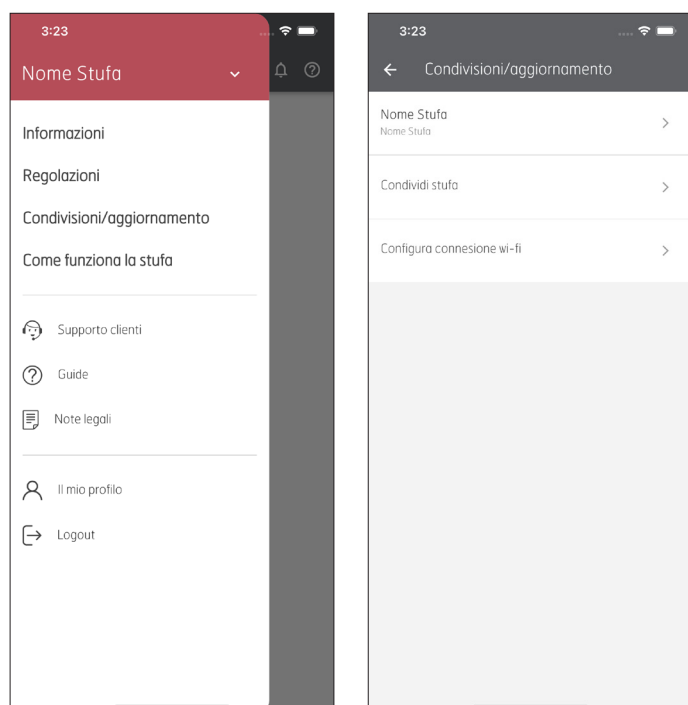 3:23
Nome Stufa
Informazioni
Regolazioni
Condivisioni/aggiornamento
Come funziona la stufa
Supporto clienti
Guide
Note legali
Il mio profilo
Logout
3:23
Condivisioni/aggiornamento
Nome Stufa
Nome Stufa
Condividi stufa
Configura connesione wi-fi